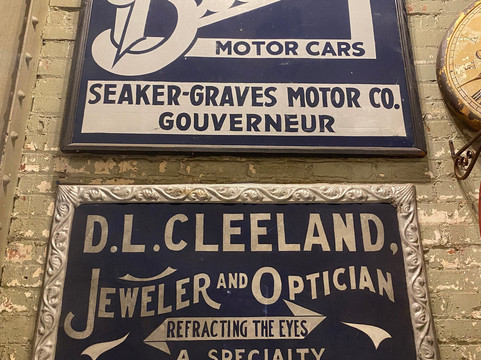 MOTOR CARS
SEAKER-GRAVES MOTOR CO.
GOUVERNEUR
D.L. CLEELAND,
JEWELER AND OPTICIAN
REFRACTING THE EYES
A SPECIALTY